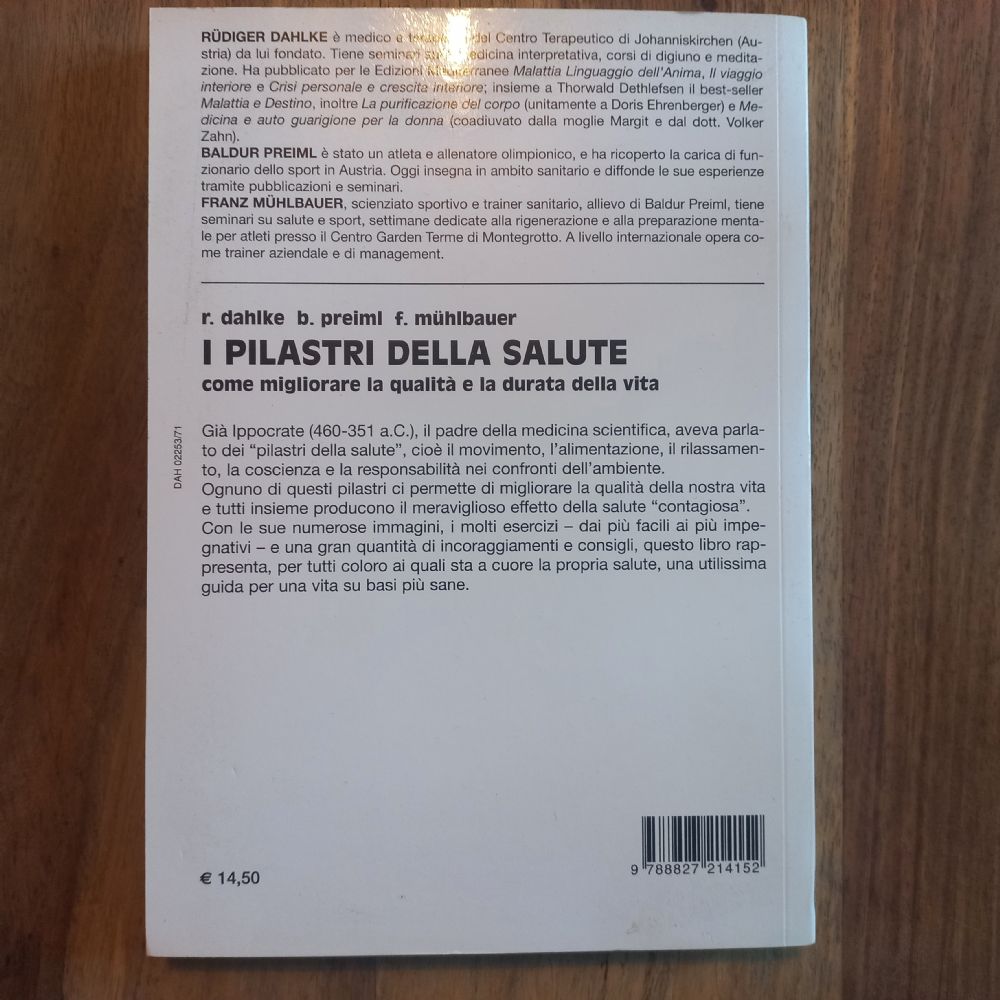 RÜDIGER DAHLKE è medico e del Centro Terapeutico di Johanniskirchen (Au-
stria) da lui fondato. Tiene seminari medicina interpretativa, corsi di digiuno e medita-
zione. Ha pubblicato per le Edizioni Mediterranee Malattia Linguaggio dell'Anima, Il viaggio
interiore e Crisi personale e crescita interiore; insieme a Thorwald Dethlefsen il best-seller
Malattia e Destino, inoltre La purificazione del corpo (unitamente a Doris Ehrenberger) e Me-
dicina e auto guarigione per la donna (coadiuvato dalla moglie Margit e dal dott. Volker
Zahn).
BALDUR PREIML è stato un atleta e allenatore olimpionico, e ha ricoperto la carica di fun-
zionario dello sport in Austria. Oggi insegna in ambito sanitario e diffonde le sue esperienze
tramite pubblicazioni e seminari.
FRANZ MÜHLBAUER, scienziato sportivo e trainer sanitario, allievo di Baldur Preiml, tiene
seminari su salute e sport, settimane dedicate alla rigenerazione e alla preparazione menta-
le per atleti presso il Centro Garden Terme di Montegrotto. A livello internazionale opera co-
me trainer aziendale e di management.
r. dahlke b. preiml f. mühlbauer
I PILASTRI DELLA SALUTE
come migliorare la qualità e la durata della vita
DAH 02253/71
Già Ippocrate (460-351 a.C.), il padre della medicina scientifica, aveva parla-
to dei "pilastri della salute", cioè il movimento, l'alimentazione, il rilassamen-
to, la coscienza e la responsabilità nei confronti dell'ambiente.
Ognuno di questi pilastri ci permette di migliorare la qualità della nostra vita
e tutti insieme producono il meraviglioso effetto della salute "contagiosa".
Con le sue numerose immagini, i molti esercizi – dai più facili ai più impe-
gnativi – e una gran quantità di incoraggiamenti e consigli, questo libro rap-
presenta, per tutti coloro ai quali sta a cuore la propria salute, una utilissima
guida per una vita su basi più sane.
€ 14,50
9 788827 214152